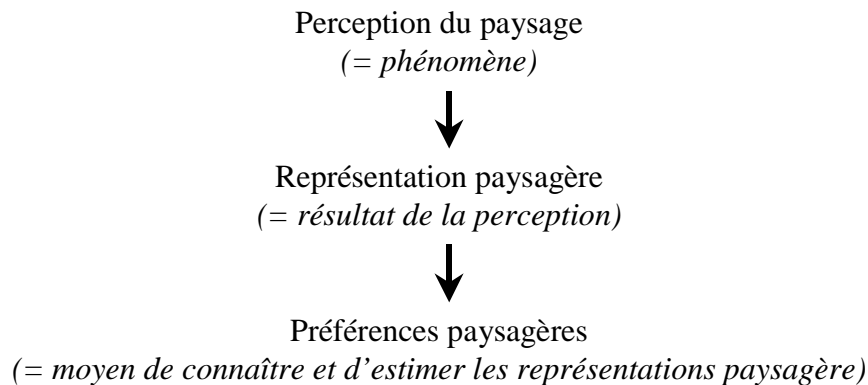 Perception du paysage
(= phénomène)
Représentation paysagère
(= résultat de la perception)
Préférences paysagères
(= moyen de connaître et d'estimer les représentations paysagère)